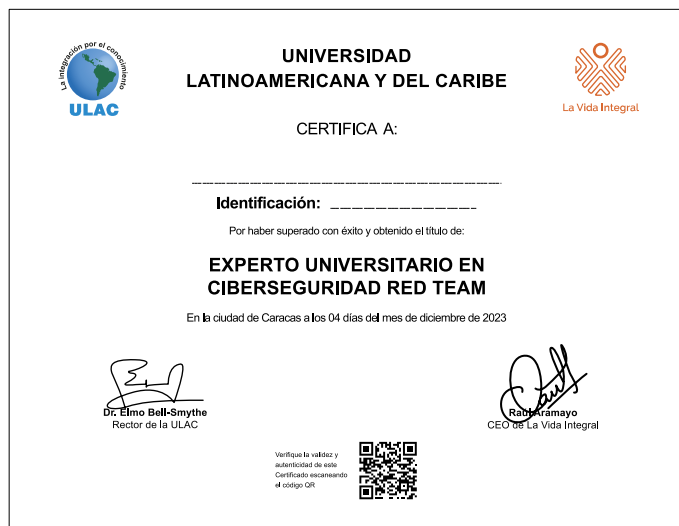 La integración por el conocimiento
ULAC
UNIVERSIDAD
LATINOAMERICANA Y DEL CARIBE
La Vida Integral
CERTIFICA A:
Identificación:
Por haber superado con éxito y obtenido el título de:
EXPERTO UNIVERSITARIO EN
CIBERSEGURIDAD RED TEAM
En la ciudad de Caracas a los 04 días del mes de diciembre de 2023
Dr. Elmo Bell-Smythe
Rector de la ULAC
Raúl Aramayo
CEO de La Vida Integral
Verifique la validez y
autenticidad de este
Certificado escaneando
el código QR